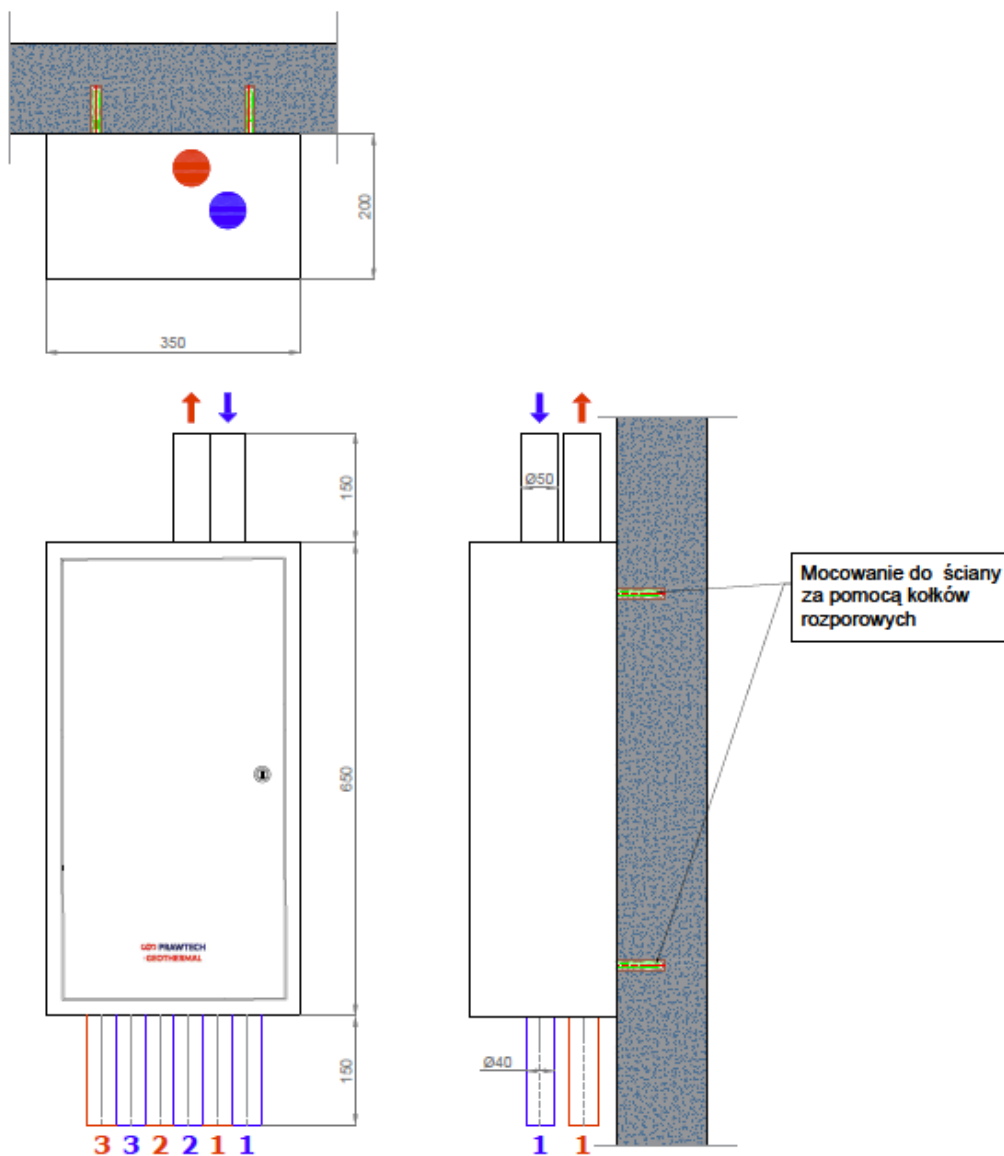 200
350
150
Ø50
Mocowanie do ściany
za pomocą kołków
rozporowych
650
PRAWTECH
GEOTHERMAL
150
Ø40
3 3 2 2 1 1
1 1